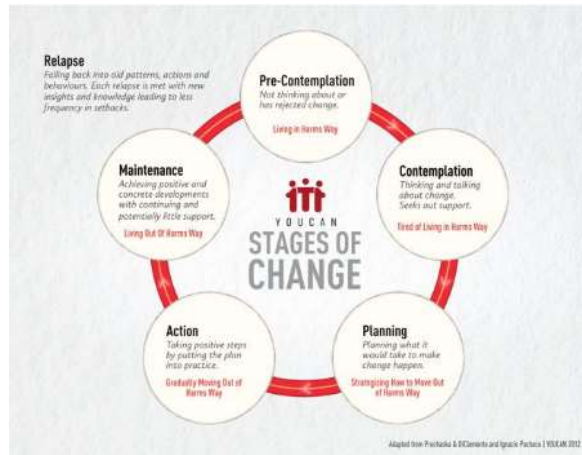 Relapse
Falling back into old patterns, actions and
behaviours. Each relapse is met with new
insights and knowledge leading to less
frequency in setbacks.
Pre-Contemplation
Not thinking about or
has rejected change.
Living in Harms Way
Contemplation
Thinking and talking
about change.
Seeks out support.
Tired of Living in Harms Way
Planning
Planning what it
would take to make
change happen.
Strategizing How to Move Out
of Harms Way
Action
Taking positive steps
by putting the plan
into practice.
Gradually Moving Out of
Harms Way
Maintenance
Achieving positive and
concrete developments
with continuing and
potentially little support.
Living Out Of Harms Way
YOUCAN
STAGES OF
CHANGE
Adapted from Prochaska & DiClemente and Ignacio Pacheco | YOUCAN 2012